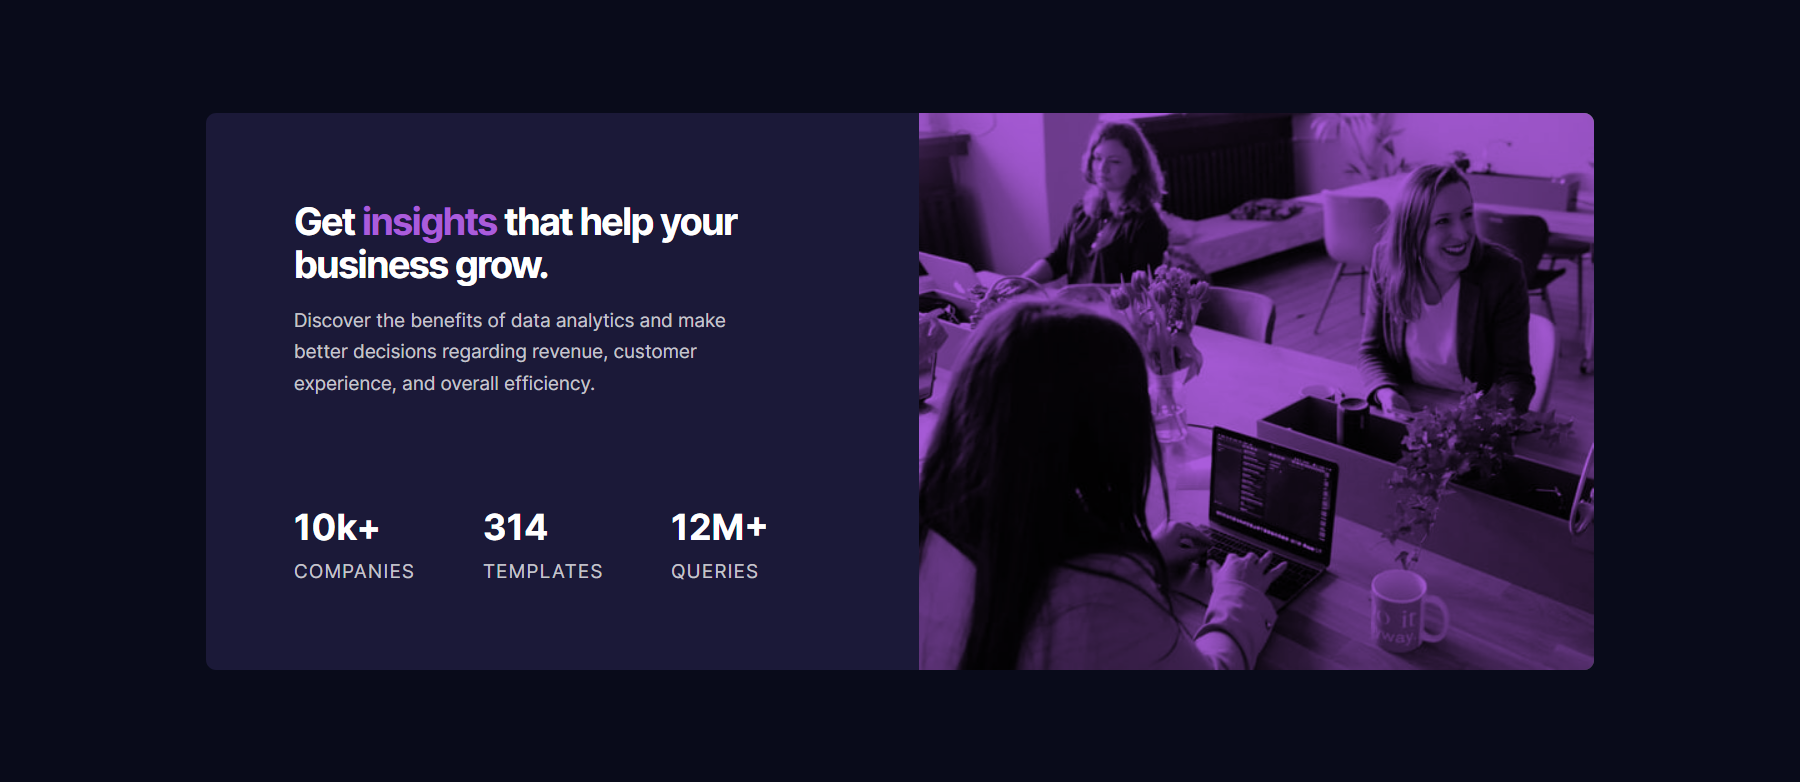 Get insights that help your
business grow.
Discover the benefits of data analytics and make
better decisions regarding revenue, customer
experience, and overall efficiency.
10k+ 314 12M+
COMPANIES TEMPLATES QUERIES